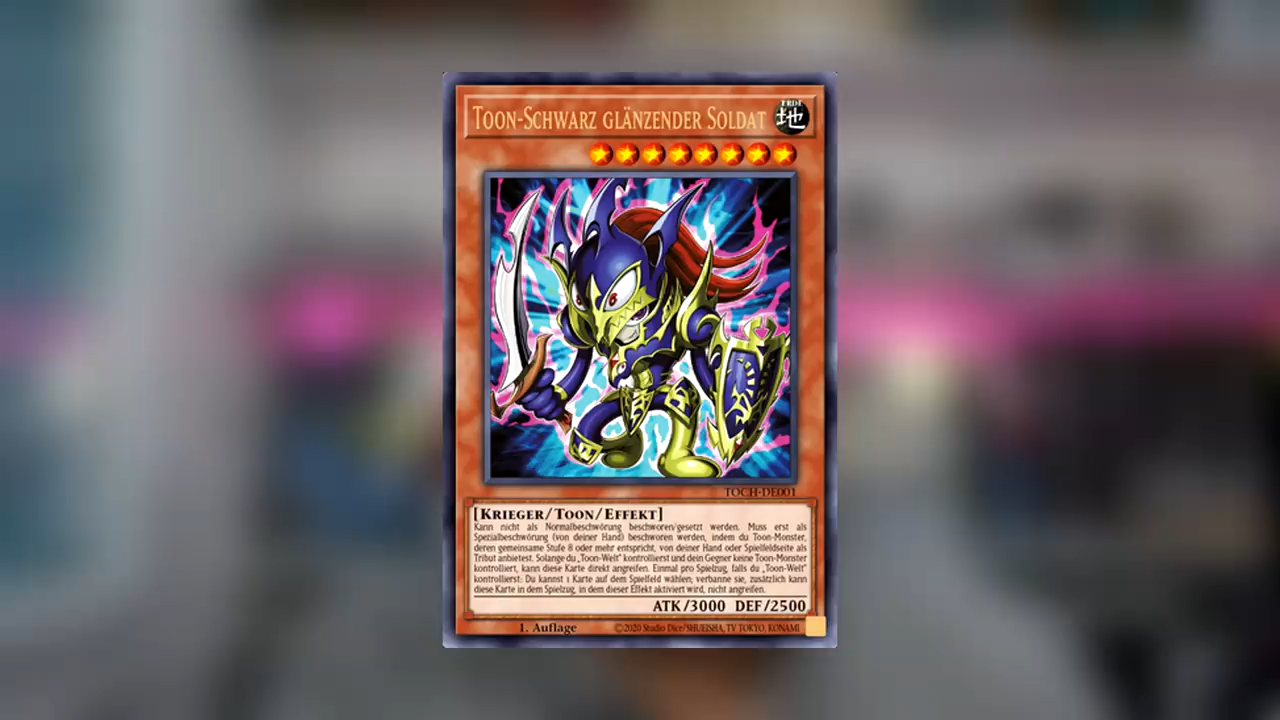 TOON-SCHWARZ GLÄNZENDER SOLDAT
ERDE
地
TOCH-DE001
[KRIEGER/TOON/EFFEKT]
Kann nicht als Normalbeschwörung beschworen/gesetzt werden. Muss erst als
Spezialbeschwörung (von deiner Hand) beschworen werden, indem du Toon-Monster,
deren gemeinsame Stufe 8 oder mehr entspricht, von deiner Hand oder Spielfeldseite als
Tribut anbietest. Solange du „Toon-Welt" kontrollierst und dein Gegner keine Toon-Monster
kontrolliert, kann diese Karte direkt angreifen. Einmal pro Spielzug, falls du „Toon-Welt"
kontrollierst: Du kannst 1 Karte auf dem Spielfeld wählen; verbanne sie, zusätzlich kann
diese Karte in dem Spielzug, in dem dieser Effekt aktiviert wird, nicht angreifen.
ATK/3000 DEF/2500
1. Auflage
©2020 Studio Dice/SHUEISHA, TV TOKYO, KONAMI